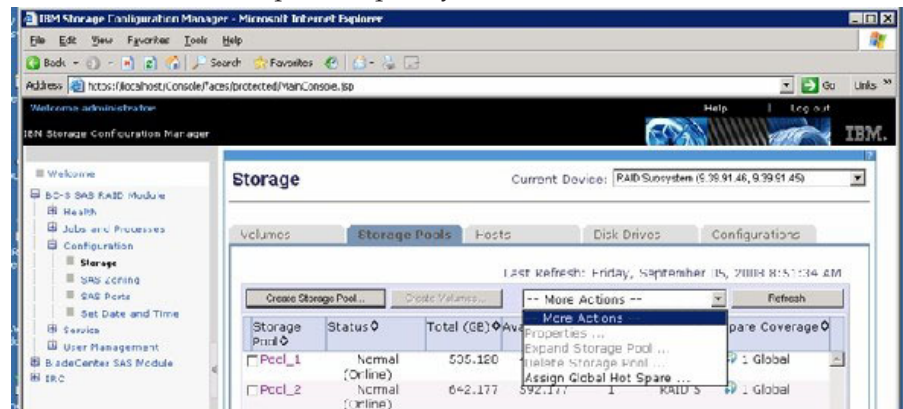 IBM Storage Configuration Manager - Microsoft Internet Explorer
File Edit View Favorites Tools Help
Back Search Favorites
Address https://localhost/Console/faces/protected/MainConsole.jsp Go Links »
Welcome administrator Help | Log out
IBM Storage Configuration Manager IBM.
?
Welcome
BC-S SAS RAID Module
Storage Current Device: RAID Subsystem (9.39.91.46, 9.39.91.45)
Health
Jobs and Processes
Configuration
Volumes Storage Pools Hosts Disk Drives Configurations
Storage
SAS Zoning
SAS Ports
Set Date and Time
Last Refresh: Friday, September 05, 2008 8:51:34 AM
Create Storage Pool... Create Volumes... -- More Actions -- Refresh
Service
User Management
BladeCenter SAS Module
Storage Pool Status Total (GB) Ava pare Coverage
-- More Actions --
Properties ...
Expand Storage Pool ...
Delete Storage Pool ...
Assign Global Hot Spare ...
Pool_1 Normal (Online) 535.120 1 Global
Pool_2 Normal (Online) 642.177 592.177 1 RAID 5 1 Global